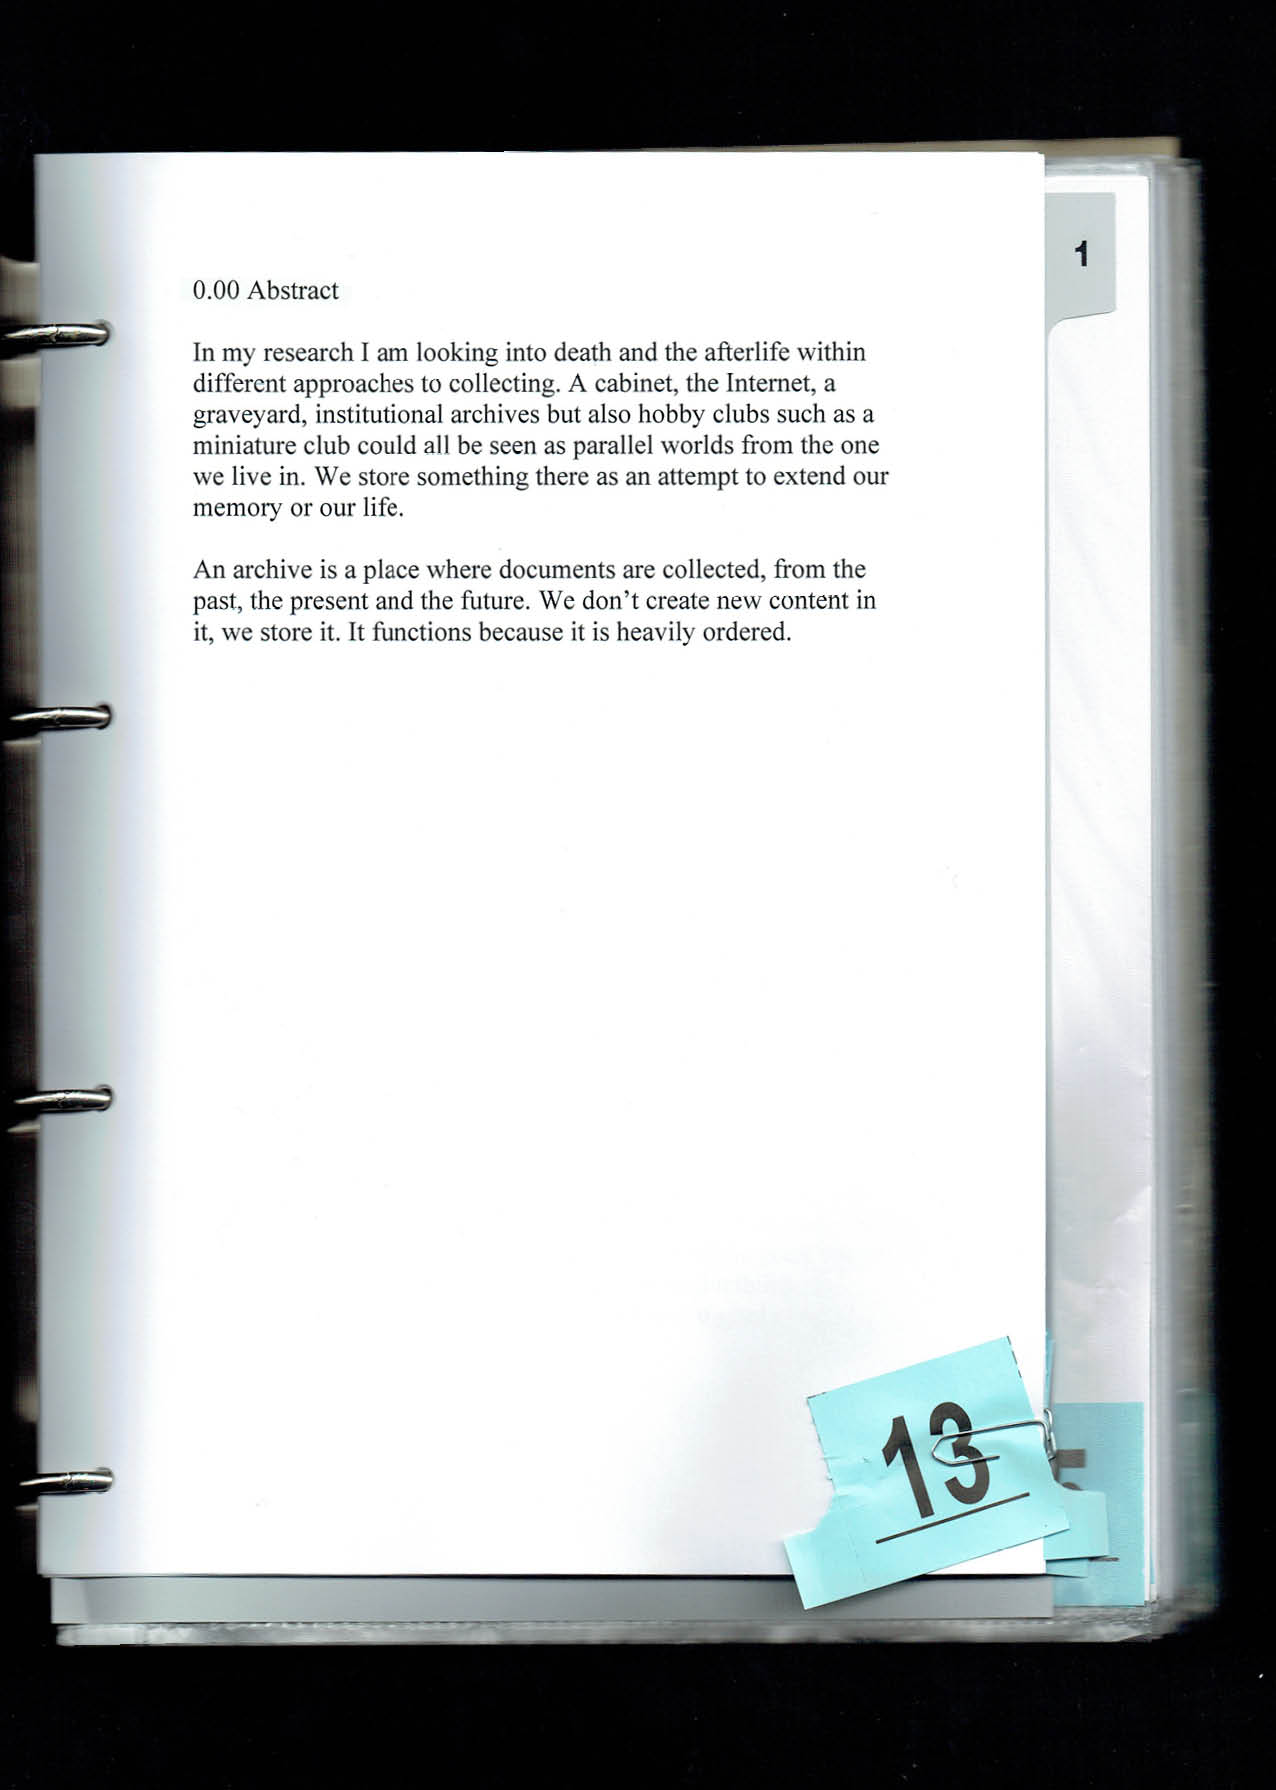 1
0.00 Abstract
In my research I am looking into death and the afterlife within
different approaches to collecting. A cabinet, the Internet, a
graveyard, institutional archives but also hobby clubs such as a
miniature club could all be seen as parallel worlds from the one
we live in. We store something there as an attempt to extend our
memory or our life.
An archive is a place where documents are collected, from the
past, the present and the future. We don’t create new content in
it, we store it. It functions because it is heavily ordered.
13